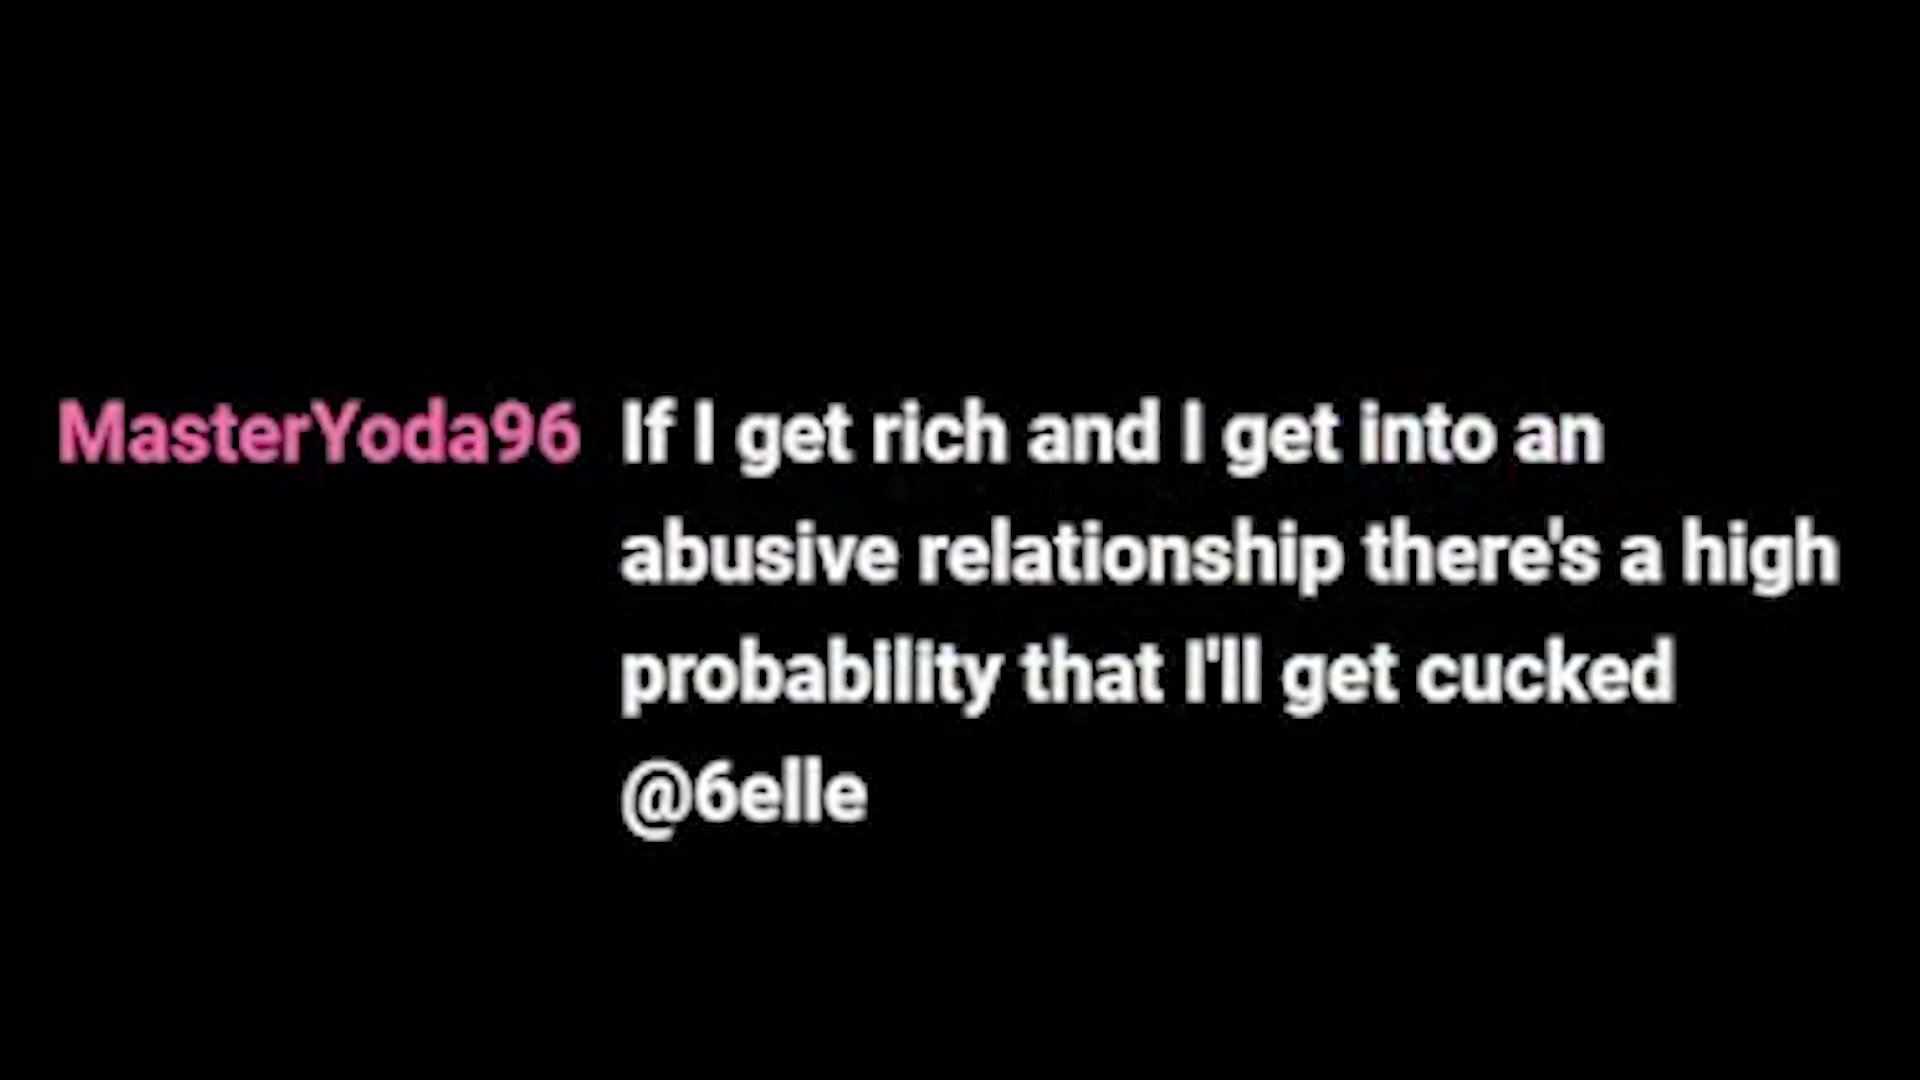 MasterYoda96 If I get rich and I get into an
abusive relationship there's a high
probability that I'll get cucked
@6elle